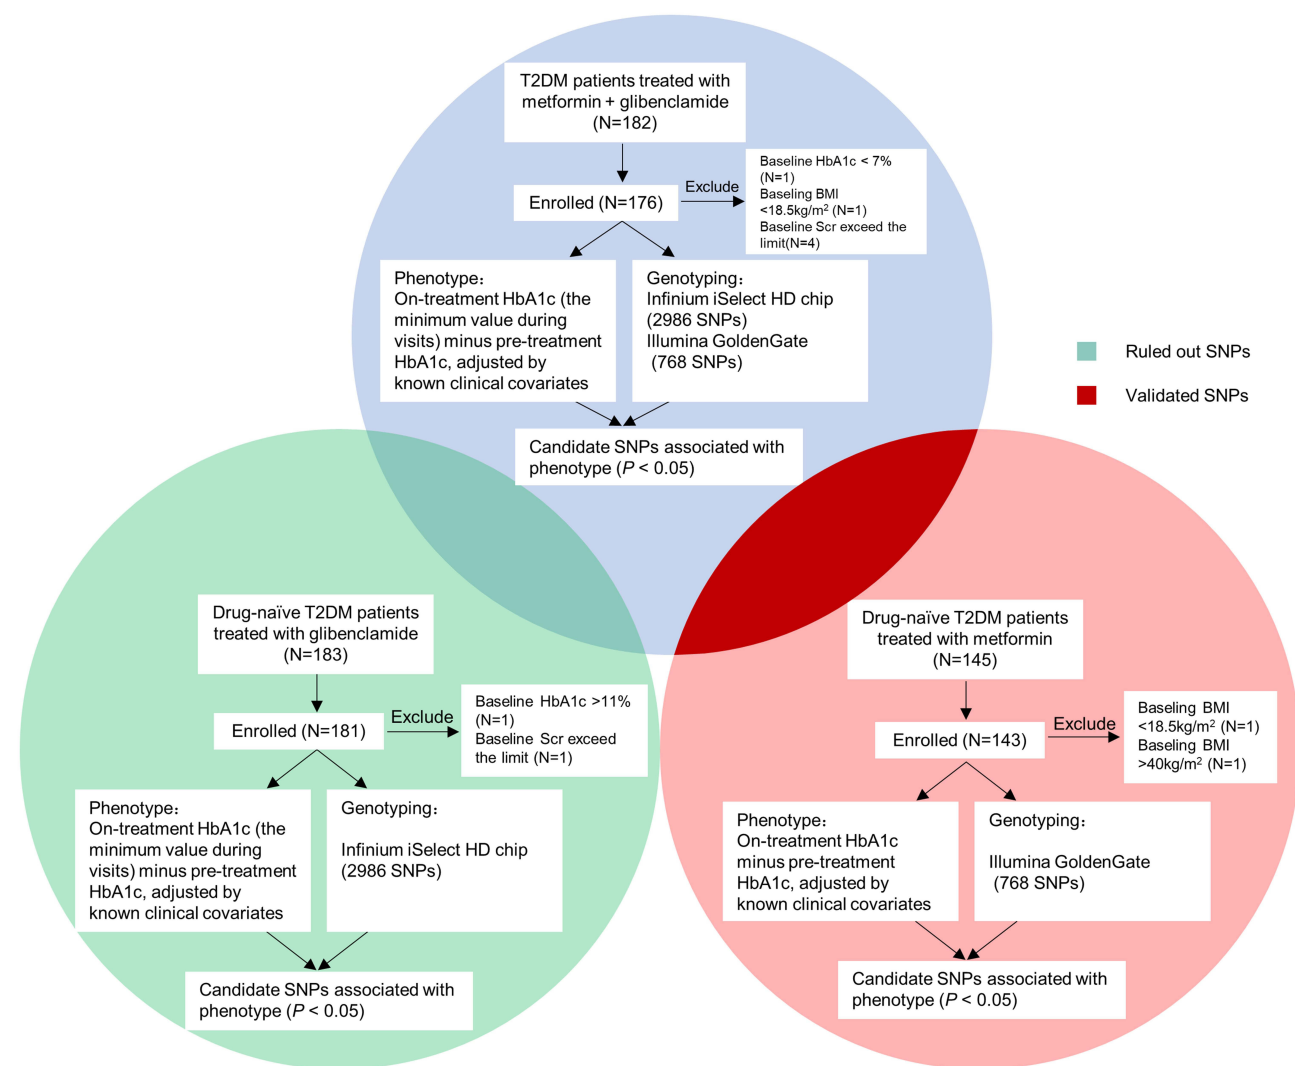 T2DM patients treated with
metformin + glibenclamide
(N=182)
Enrolled (N=176)
Exclude
Baseline HbA1c < 7%
(N=1)
Baseling BMI
<18.5kg/m² (N=1)
Baseline Scr exceed the
limit(N=4)
Phenotype：
On-treatment HbA1c (the
minimum value during
visits) minus pre-treatment
HbA1c, adjusted by
known clinical covariates
Genotyping：
Infinium iSelect HD chip
(2986 SNPs)
Illumina GoldenGate
(768 SNPs)
Candidate SNPs associated with
phenotype (P < 0.05)
Ruled out SNPs
Validated SNPs
Drug-naïve T2DM patients
treated with glibenclamide
(N=183)
Enrolled (N=181)
Exclude
Baseline HbA1c >11%
(N=1)
Baseline Scr exceed
the limit (N=1)
Phenotype：
On-treatment HbA1c (the
minimum value during
visits) minus pre-treatment
HbA1c, adjusted by
known clinical covariates
Genotyping：
Infinium iSelect HD chip
(2986 SNPs)
Candidate SNPs associated with
phenotype (P < 0.05)
Drug-naïve T2DM patients
treated with metformin
(N=145)
Enrolled (N=143)
Exclude
Baseling BMI
<18.5kg/m² (N=1)
Baseling BMI
>40kg/m² (N=1)
Phenotype：
On-treatment HbA1c
minus pre-treatment
HbA1c, adjusted by
known clinical covariates
Genotyping：
Illumina GoldenGate
(768 SNPs)
Candidate SNPs associated with
phenotype (P < 0.05)